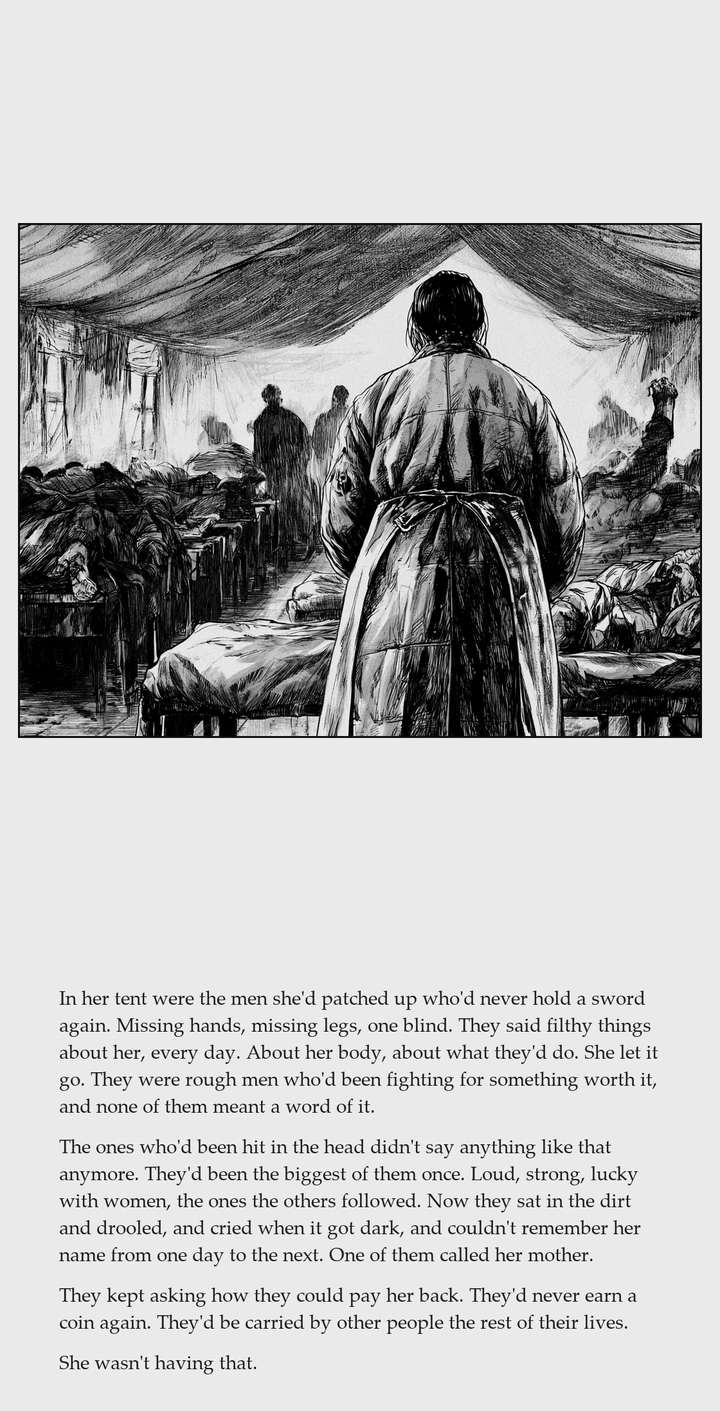 In her tent were the men she'd patched up who'd never hold a sword
again. Missing hands, missing legs, one blind. They said filthy things
about her, every day. About her body, about what they'd do. She let it
go. They were rough men who'd been fighting for something worth it,
and none of them meant a word of it.
The ones who'd been hit in the head didn't say anything like that
anymore. They'd been the biggest of them once. Loud, strong, lucky
with women, the ones the others followed. Now they sat in the dirt
and drooled, and cried when it got dark, and couldn't remember her
name from one day to the next. One of them called her mother.
They kept asking how they could pay her back. They'd never earn a
coin again. They'd be carried by other people the rest of their lives.
She wasn't having that.